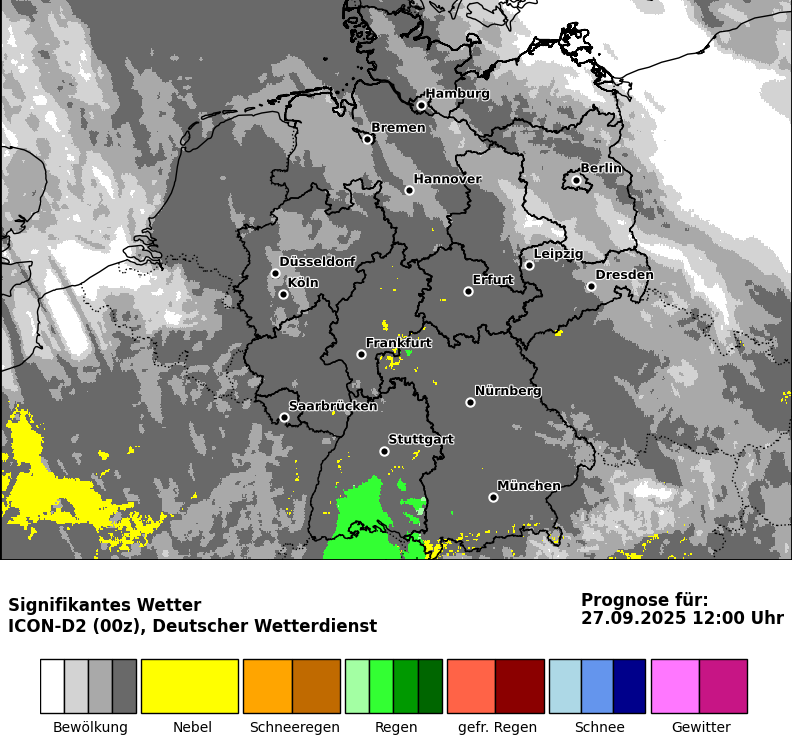 Hamburg
Bremen
Berlin
Hannover
Leipzig
Düsseldorf
Dresden
Köln
Erfurt
Frankfurt
Nürnberg
Saarbrücken
Stuttgart
München
Signifikantes Wetter
ICON-D2 (00z), Deutscher Wetterdienst
Prognose für:
27.09.2025 12:00 Uhr
Bewölkung Nebel Schneeregen Regen gefr. Regen Schnee Gewitter